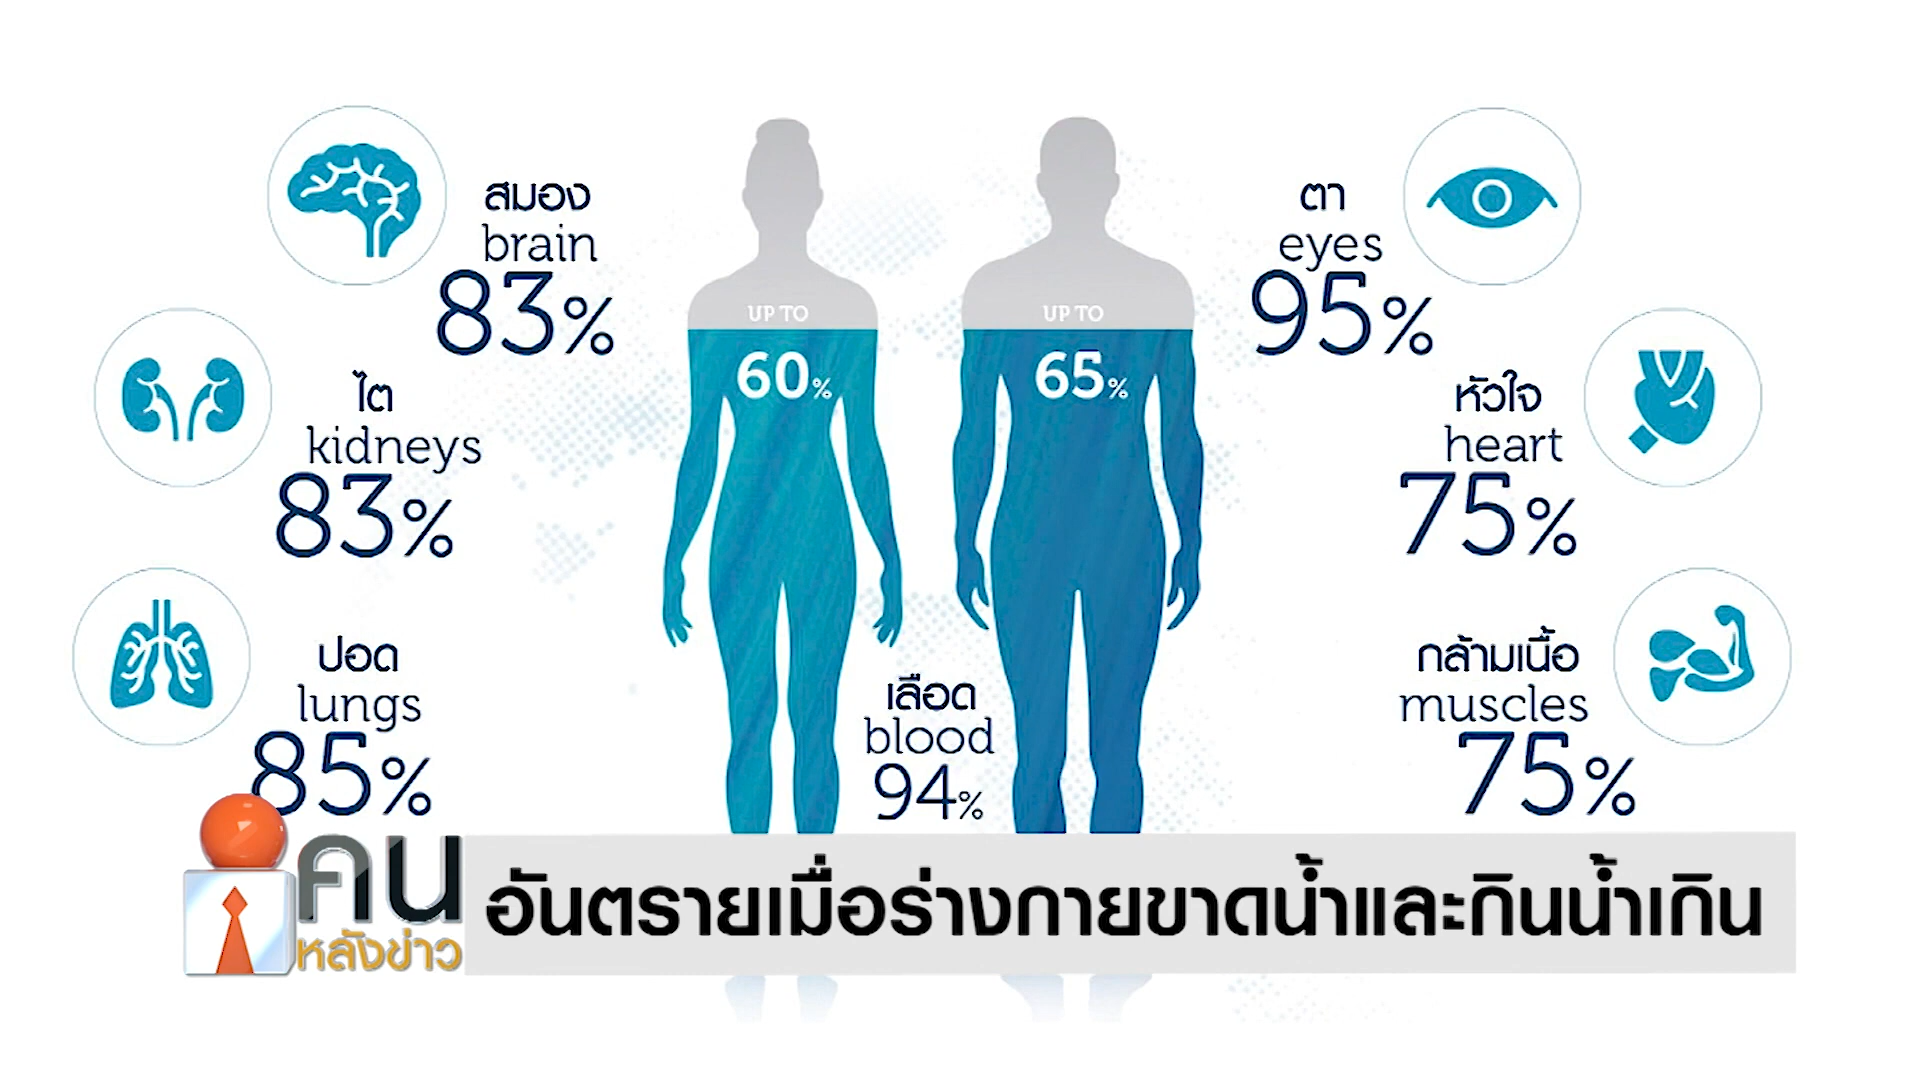 สมอง
brain
83%
ไต
kidneys
83%
ปอด
lungs
85%
UP TO
60%
UP TO
65%
เลือด
blood
94%
ตา
eyes
95%
หัวใจ
heart
75%
กล้ามเนื้อ
muscles
75%
คน
หลังข่าว
อันตรายเมื่อร่างกายขาดน้ำและกินน้ำเกิน